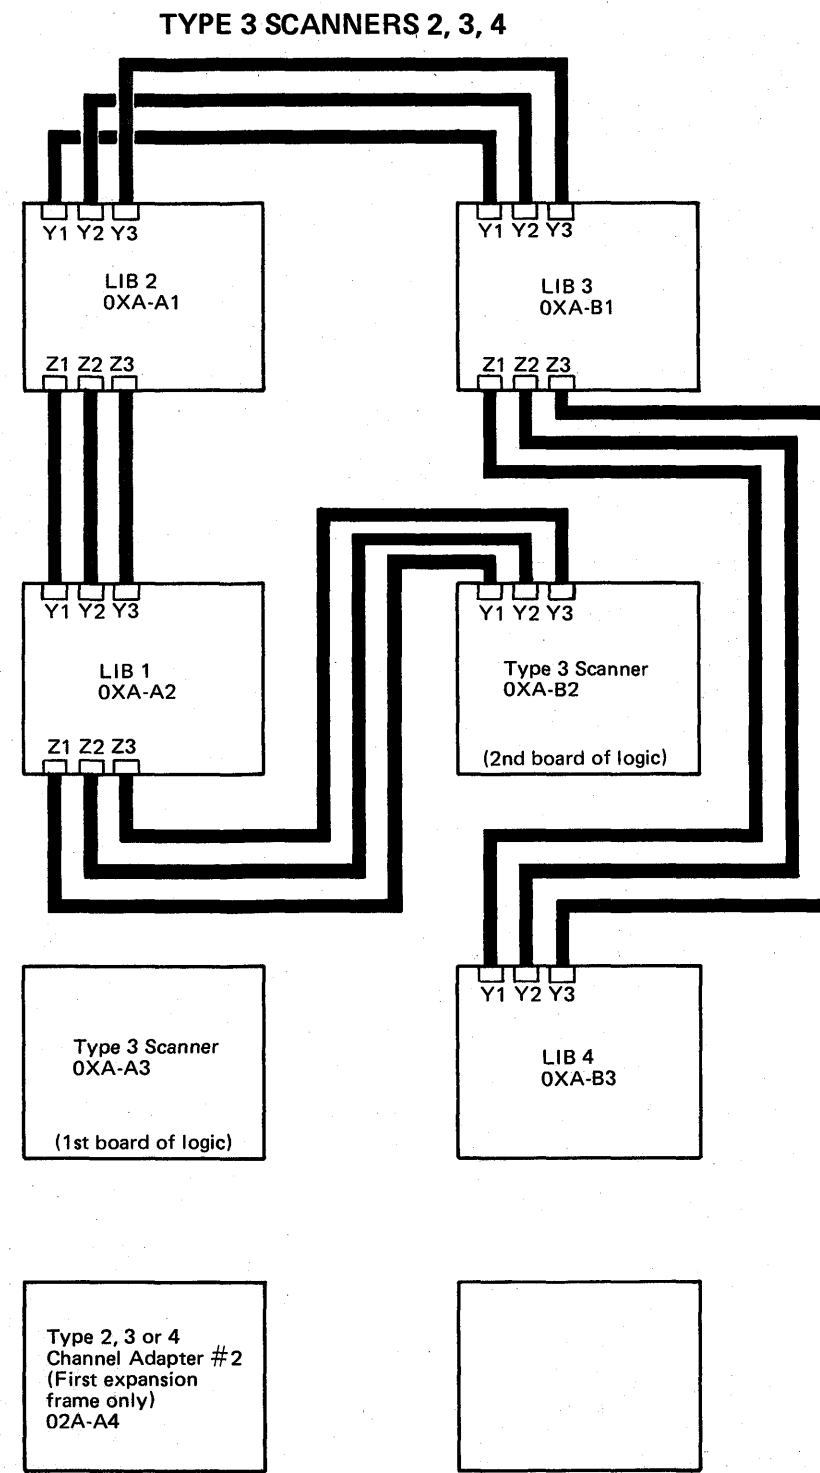 TYPE 3 SCANNERS 2, 3, 4
Y1 Y2 Y3
LIB 2
0XA-A1
Z1 Z2 Z3
Y1 Y2 Y3
LIB 3
0XA-B1
Z1 Z2 Z3
Y1 Y2 Y3
LIB 1
0XA-A2
Z1 Z2 Z3
Y1 Y2 Y3
Type 3 Scanner
0XA-B2
(2nd board of logic)
Type 3 Scanner
0XA-A3
(1st board of logic)
Y1 Y2 Y3
LIB 4
0XA-B3
Type 2, 3 or 4
Channel Adapter #2
(First expansion
frame only)
02A-A4